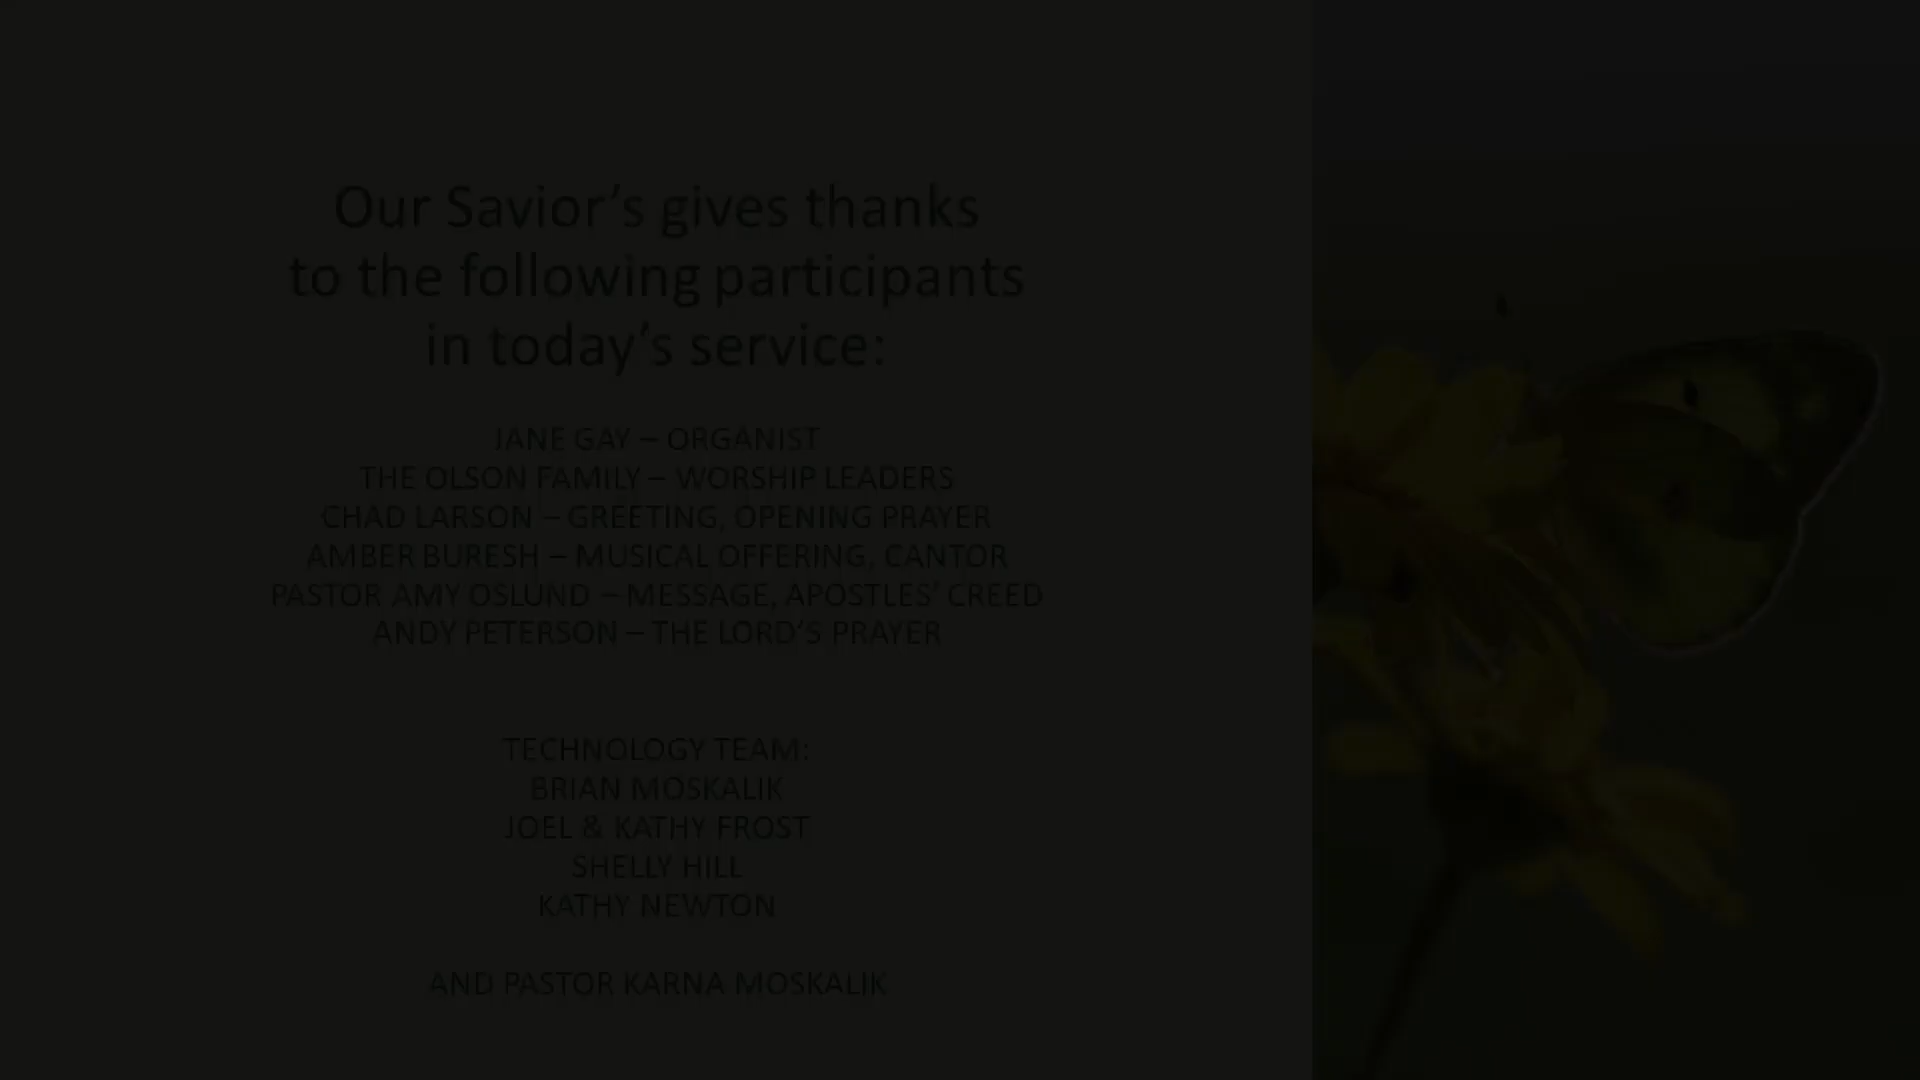 Our Savior's gives thanks
to the following participants
in today's service:
JANE GAY – ORGANIST
THE OLSON FAMILY – WORSHIP LEADERS
CHAD LARSON – GREETING, OPENING PRAYER
AMBER BURESH – MUSICAL OFFERING, CANTOR
PASTOR AMY OSLUND – MESSAGE, APOSTLES' CREED
ANDY PETERSON – THE LORD'S PRAYER
TECHNOLOGY TEAM:
BRIAN MOSKALIK
JOEL & KATHY FROST
SHELLY HILL
KATHY NEWTON
AND PASTOR KARNA MOSKALIK